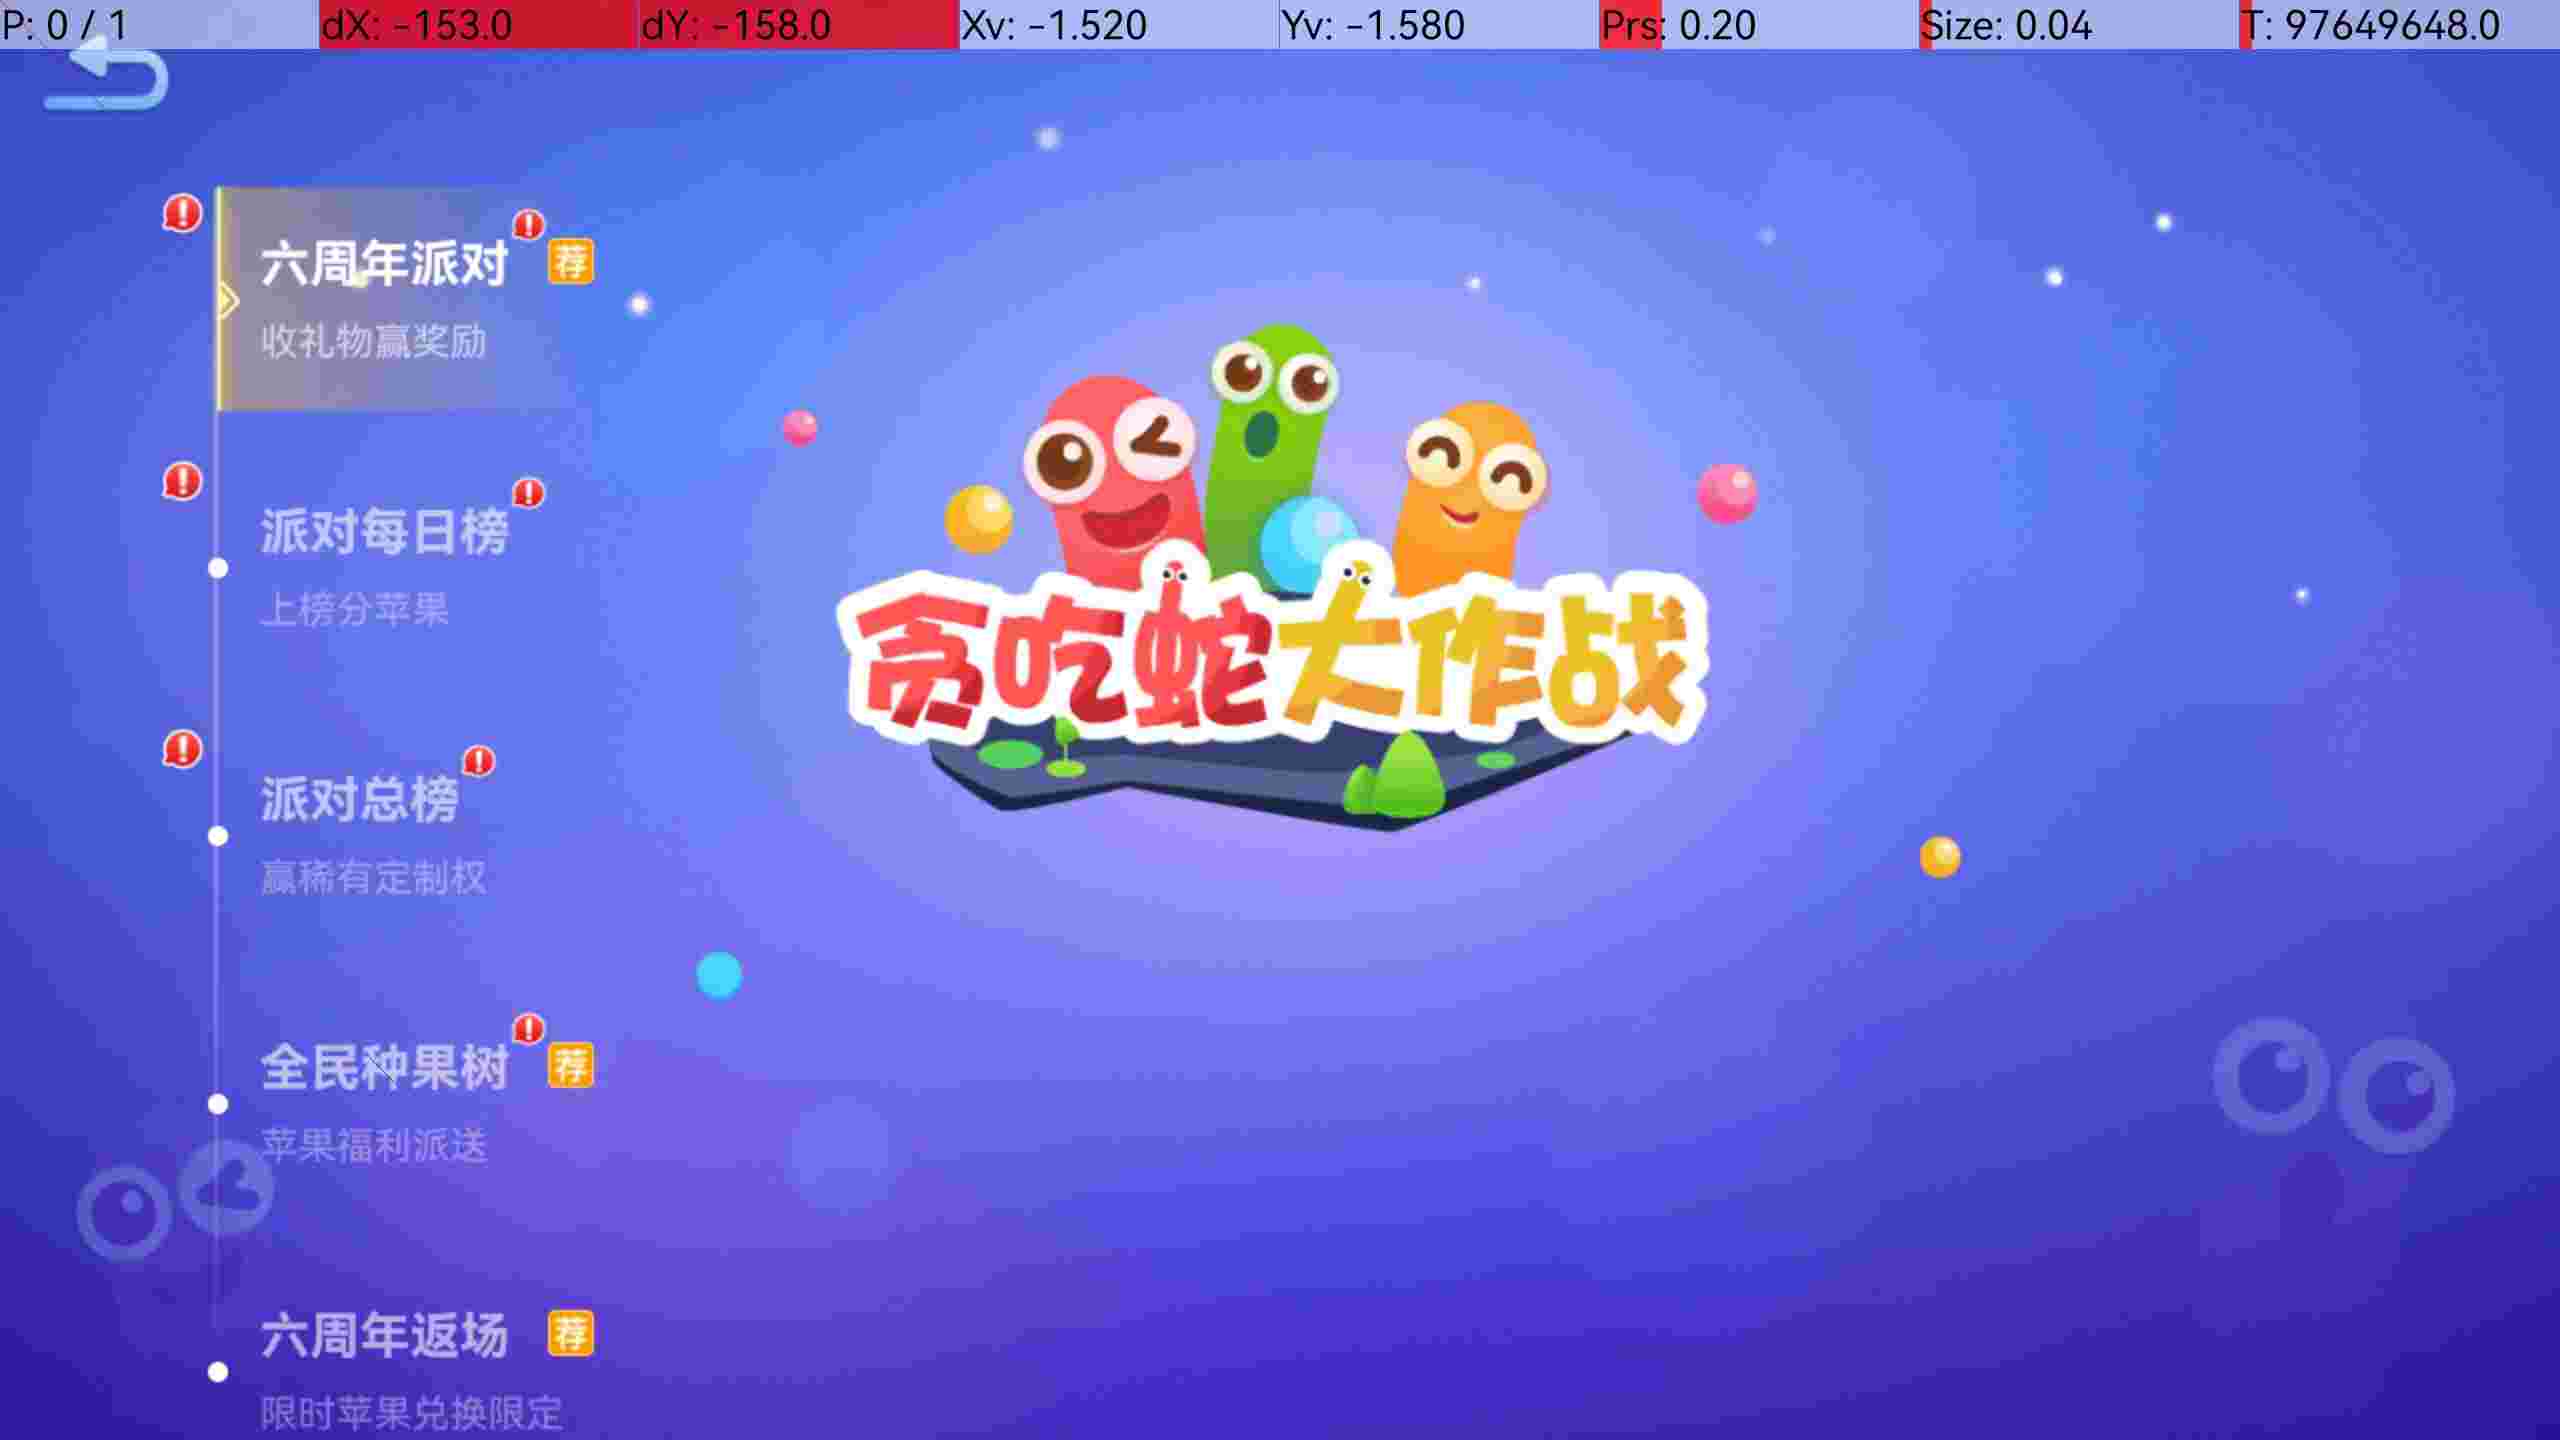 P: 0 / 1 dX: -153.0 dY: -158.0 Xv: -1.520 Yv: -1.580 Prs: 0.20 Size: 0.04 T: 97649648.0
六周年派对 荐
收礼物赢奖励
派对每日榜
上榜分苹果
贪吃蛇大作战
派对总榜
赢稀有定制权
全民种果树 荐
苹果福利派送
六周年返场 荐
限时苹果兑换限定